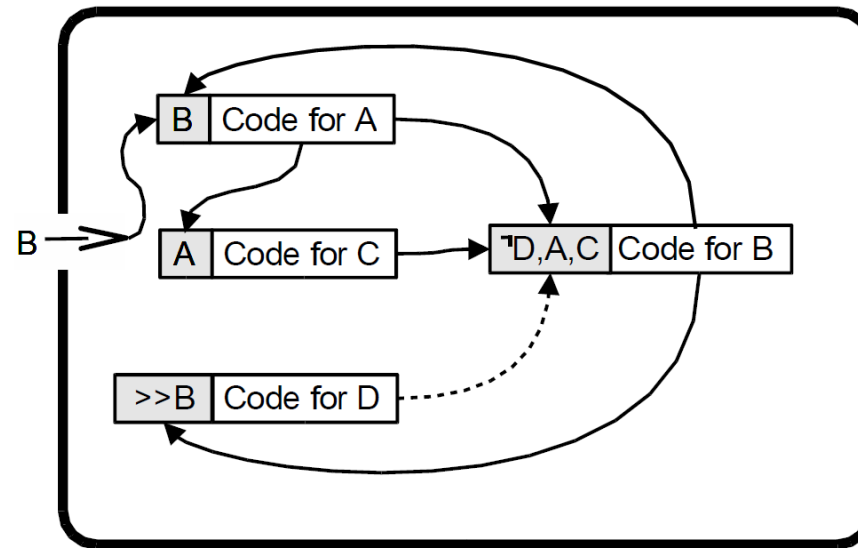 B Code for A
B
A Code for C
¬D,A,C Code for B
>>B Code for D